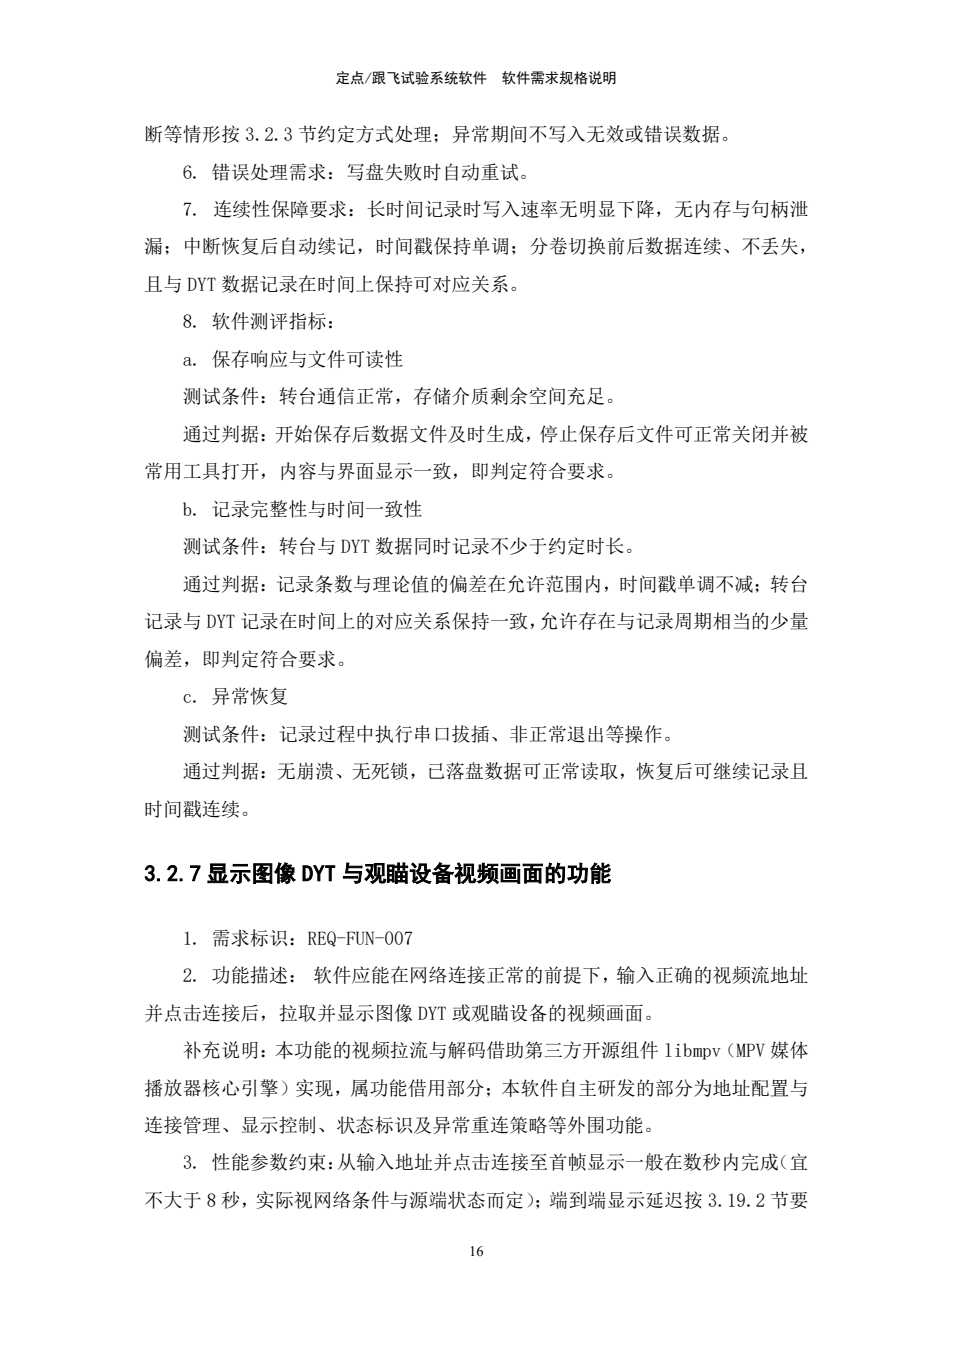 定点/跟飞试验系统软件　软件需求规格说明
断等情形按 3.2.3 节约定方式处理；异常期间不写入无效或错误数据。
6. 错误处理需求：写盘失败时自动重试。
7. 连续性保障要求：长时间记录时写入速率无明显下降，无内存与句柄泄
漏；中断恢复后自动续记，时间戳保持单调；分卷切换前后数据连续、不丢失，
且与 DYT 数据记录在时间上保持可对应关系。
8. 软件测评指标：
a. 保存响应与文件可读性
测试条件：转台通信正常，存储介质剩余空间充足。
通过判据：开始保存后数据文件及时生成，停止保存后文件可正常关闭并被
常用工具打开，内容与界面显示一致，即判定符合要求。
b. 记录完整性与时间一致性
测试条件：转台与 DYT 数据同时记录不少于约定时长。
通过判据：记录条数与理论值的偏差在允许范围内，时间戳单调不减；转台
记录与 DYT 记录在时间上的对应关系保持一致，允许存在与记录周期相当的少量
偏差，即判定符合要求。
c. 异常恢复
测试条件：记录过程中执行串口拔插、非正常退出等操作。
通过判据：无崩溃、无死锁，已落盘数据可正常读取，恢复后可继续记录且
时间戳连续。
3.2.7 显示图像 DYT 与观瞄设备视频画面的功能
1. 需求标识：REQ-FUN-007
2. 功能描述： 软件应能在网络连接正常的前提下，输入正确的视频流地址
并点击连接后，拉取并显示图像 DYT 或观瞄设备的视频画面。
补充说明：本功能的视频拉流与解码借助第三方开源组件 libmpv（MPV 媒体
播放器核心引擎）实现，属功能借用部分；本软件自主研发的部分为地址配置与
连接管理、显示控制、状态标识及异常重连策略等外围功能。
3. 性能参数约束：从输入地址并点击连接至首帧显示一般在数秒内完成（宜
不大于 8 秒，实际视网络条件与源端状态而定）；端到端显示延迟按 3.19.2 节要
16